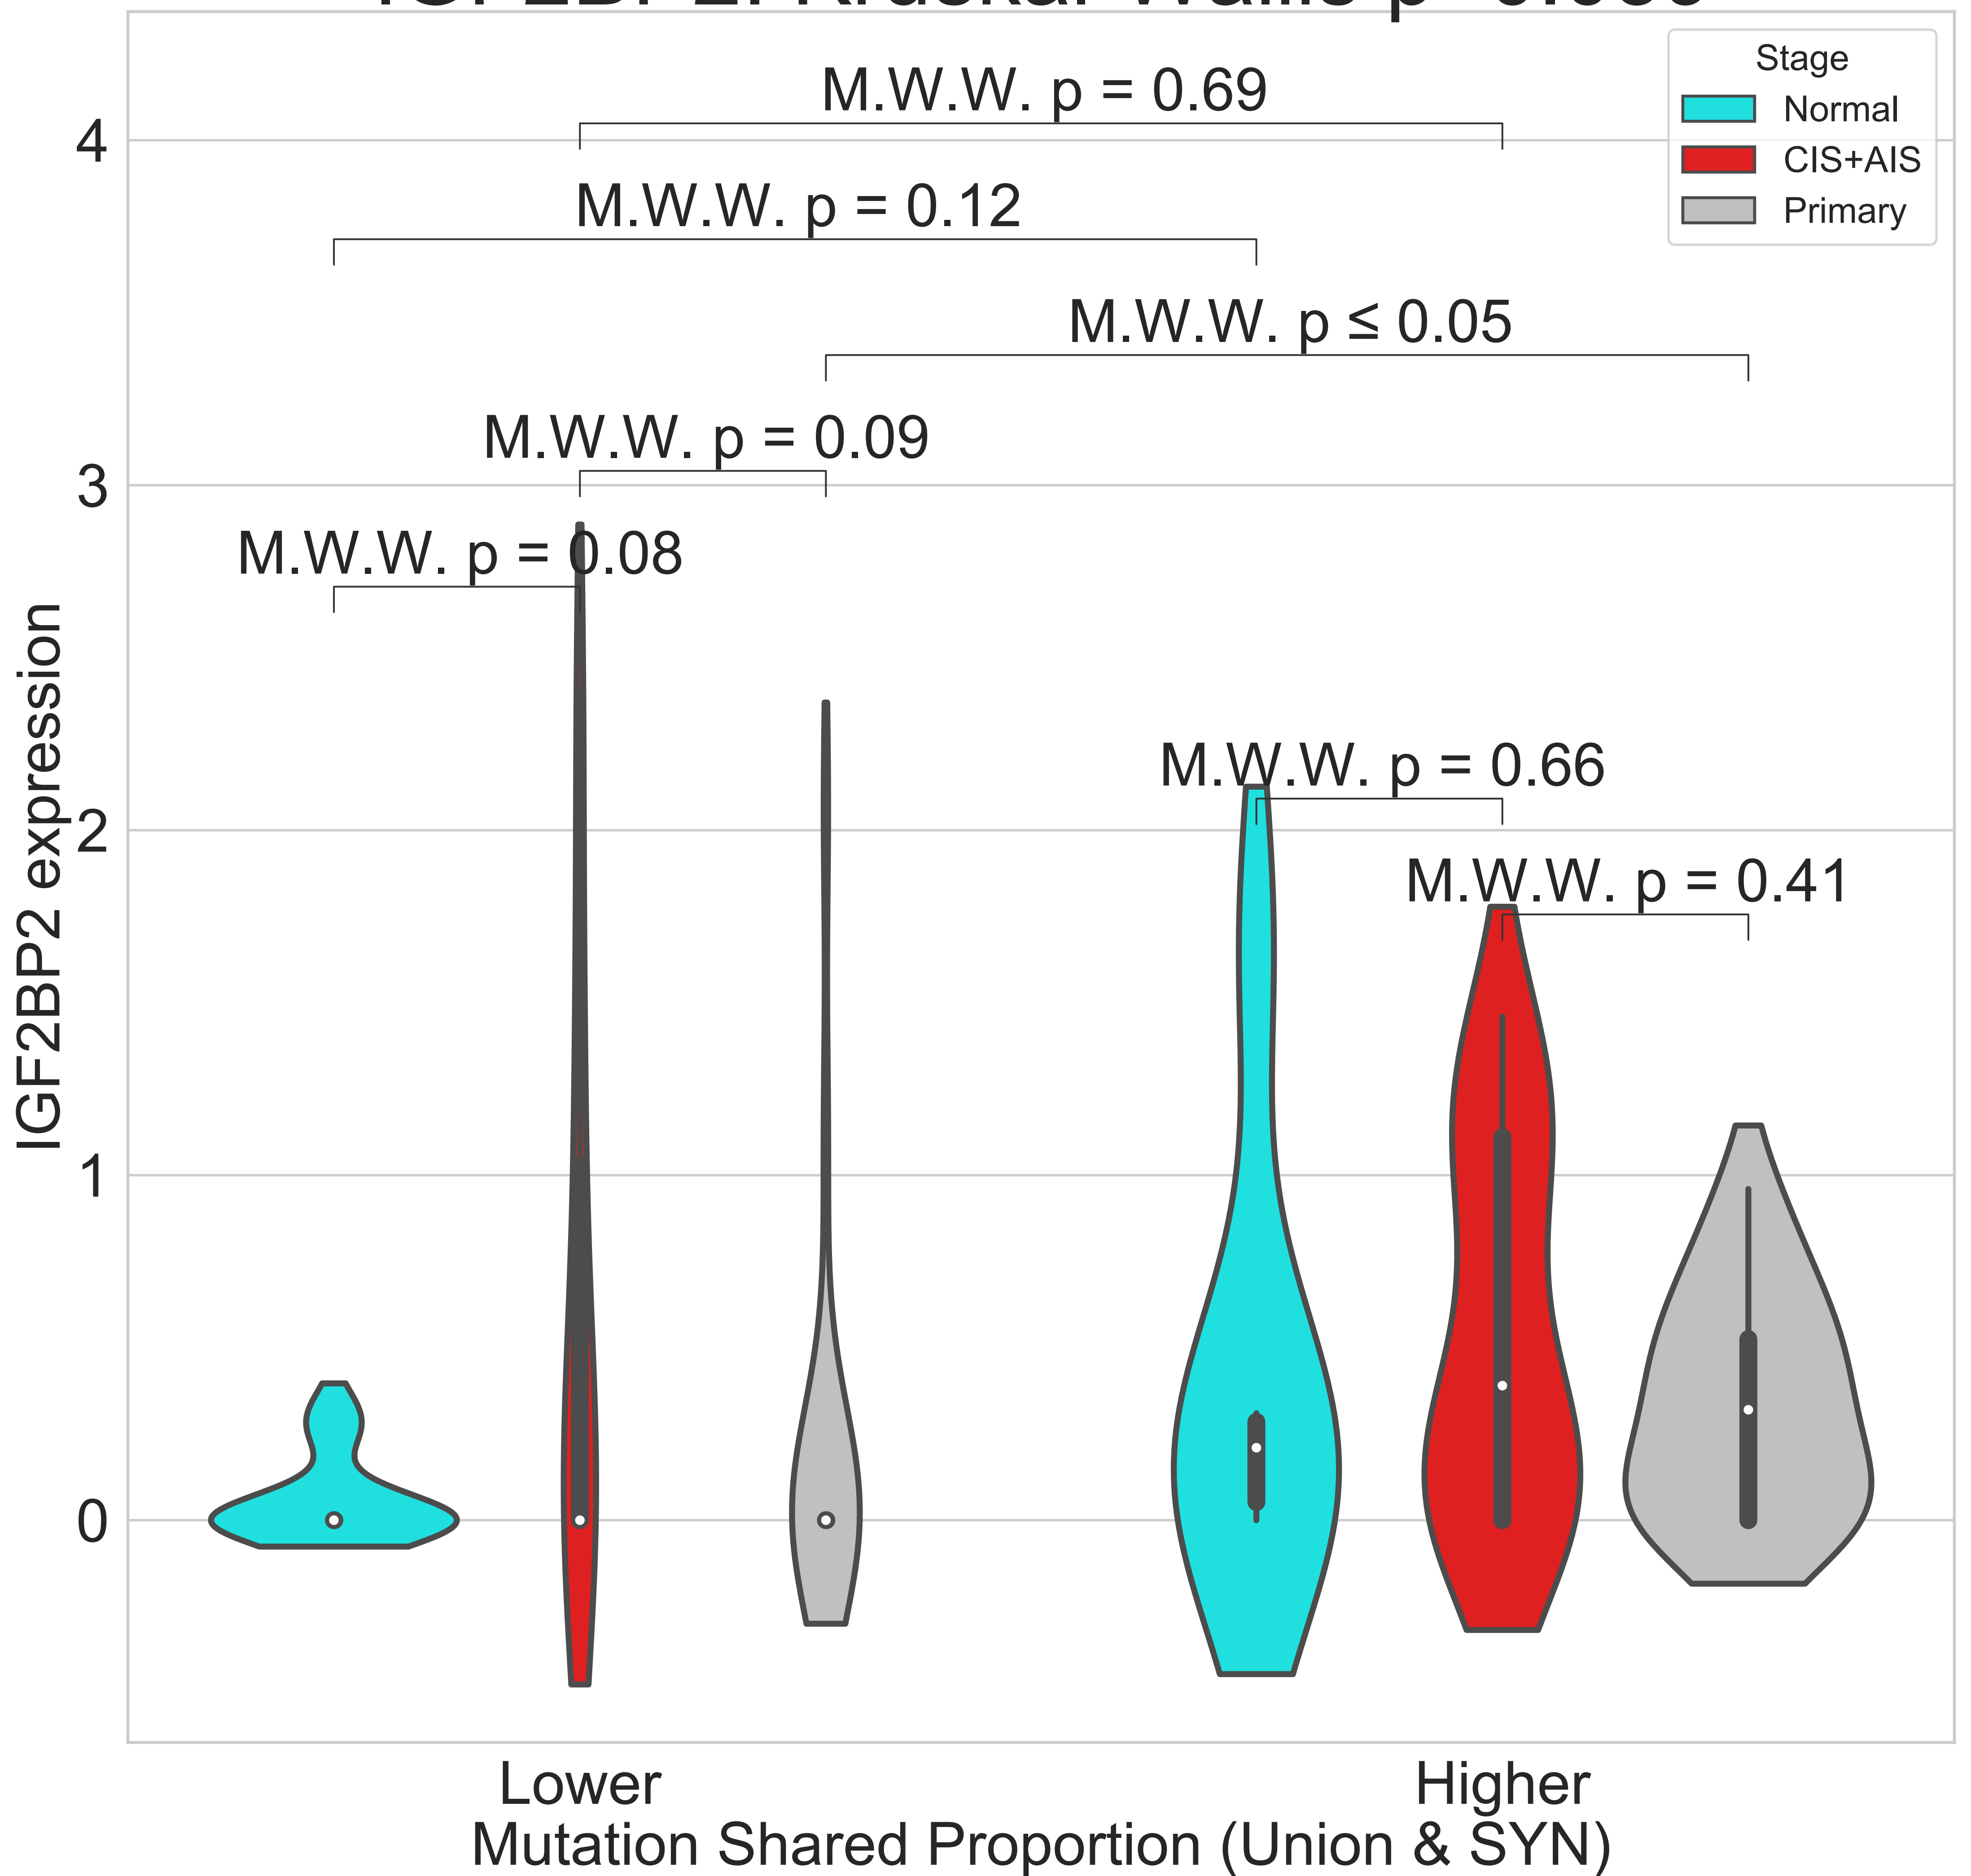 Stage
Normal
CIS+AIS
Primary
M.W.W. p = 0.69
M.W.W. p = 0.12
M.W.W. p ≤ 0.05
M.W.W. p = 0.09
M.W.W. p = 0.08
M.W.W. p = 0.66
M.W.W. p = 0.41
IGF2BP2 expression
4
3
2
1
0
Lower
Higher
Mutation Shared Proportion (Union & SYN)